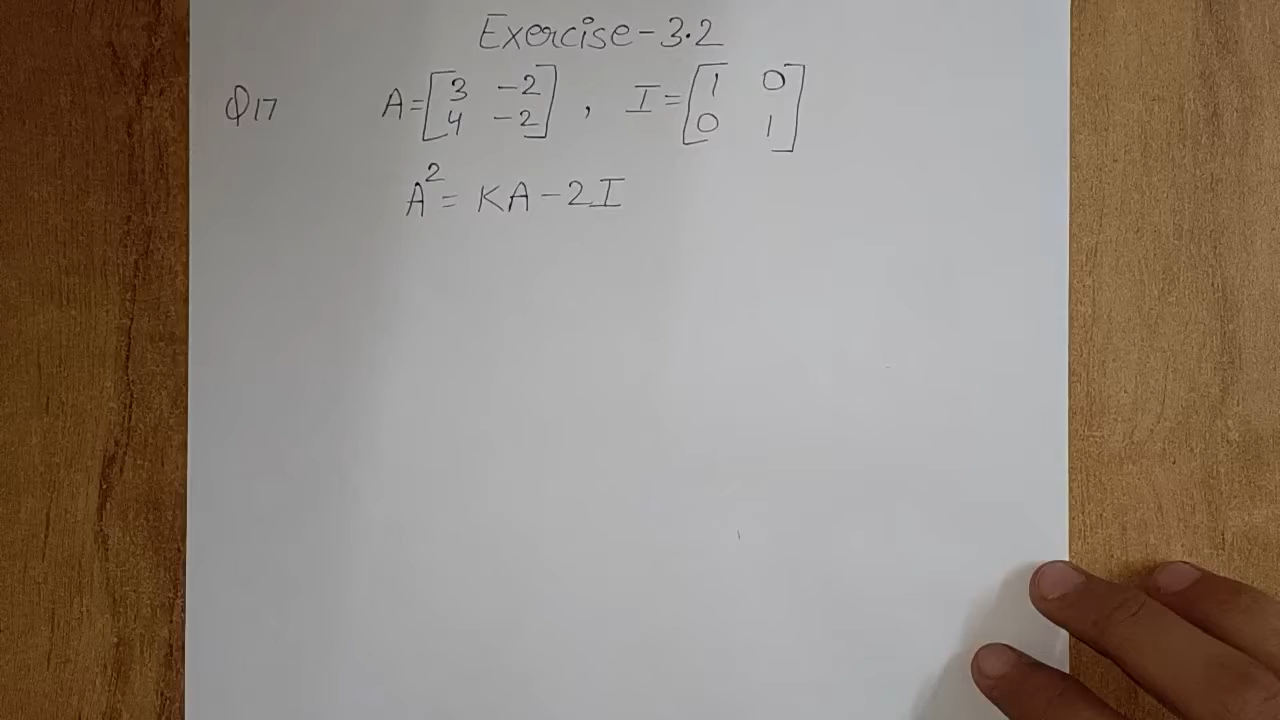 Exercise-3.2
Q17 A=[3 -2 4 -2], I=[1 0 0 1]
A²= KA-2I